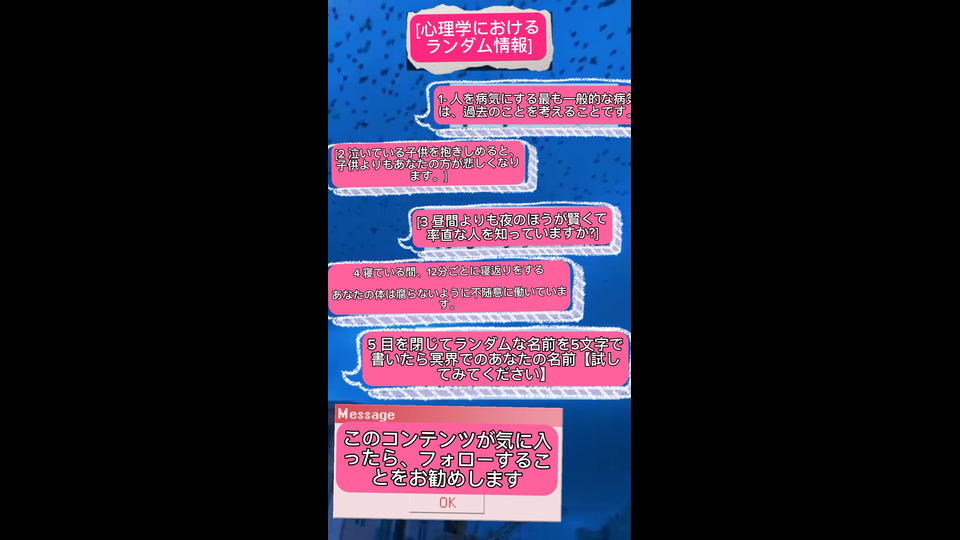 [心理学における
ランダム情報]
1- 人を病気にする最も一般的な病気
は、過去のことを考えることです。
[2 泣いている子供を抱きしめると、
子供よりもあなたの方が悲しくなり
ます。]
[3 昼間よりも夜のほうが賢くて
率直な人を知っていますか?]
4 寝ている間、12分ごとに寝返りをする
あなたの体は腐らないように不随意に働いていま
す。
5 目を閉じてランダムな名前を5文字で
書いたら冥界でのあなたの名前【試し
てみてください】
Message
このコンテンツが気に入
ったら、フォローするこ
とをお勧めします
OK